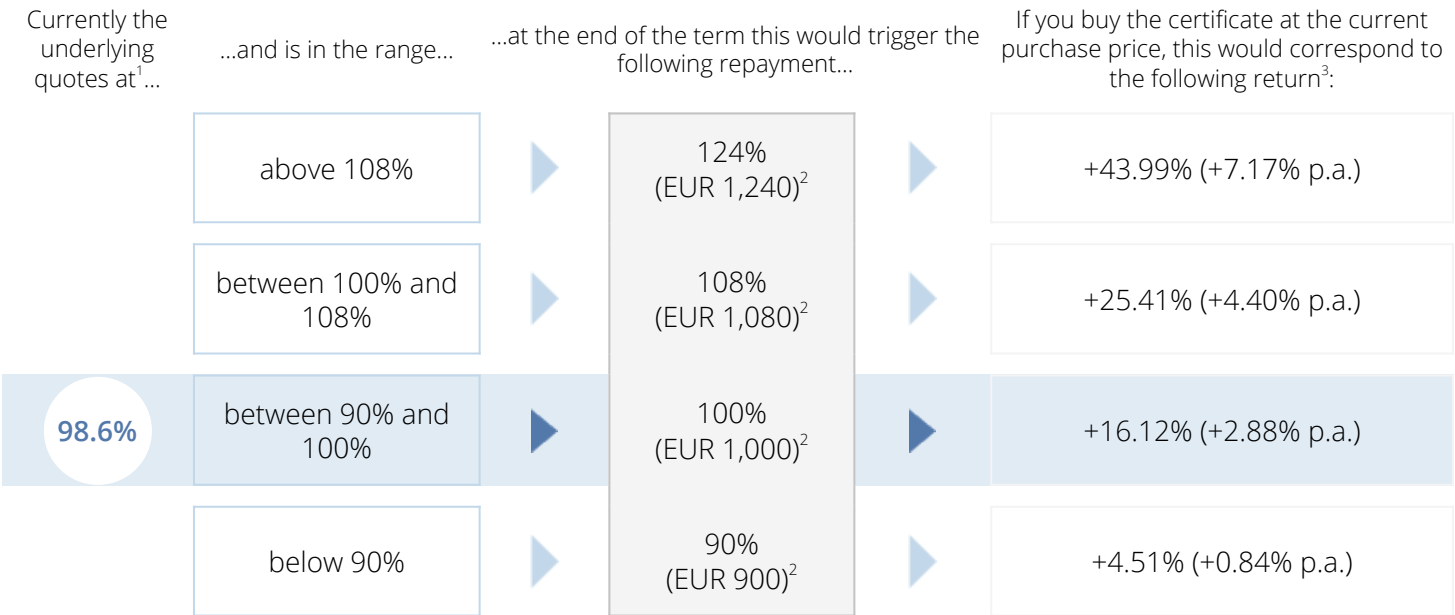 Currently the
underlying
quotes at¹...
...and is in the range...
...at the end of the term this would trigger the
following repayment...
If you buy the certificate at the current
purchase price, this would correspond to
the following return³:
above 108%
124%
(EUR 1,240)²
+43.99% (+7.17% p.a.)
between 100% and
108%
108%
(EUR 1,080)²
+25.41% (+4.40% p.a.)
98.6%
between 90% and
100%
100%
(EUR 1,000)²
+16.12% (+2.88% p.a.)
below 90%
90%
(EUR 900)²
+4.51% (+0.84% p.a.)